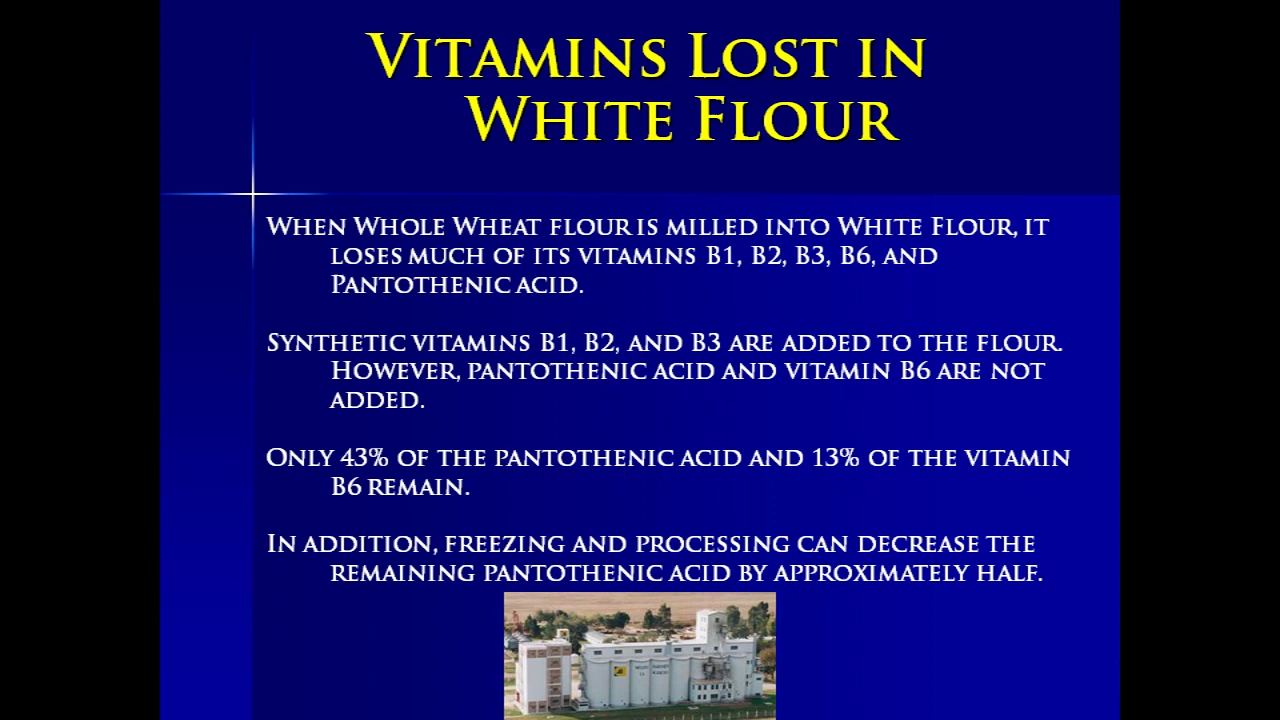 VITAMINS LOST IN
WHITE FLOUR
WHEN WHOLE WHEAT FLOUR IS MILLED INTO WHITE FLOUR, IT
LOSES MUCH OF ITS VITAMINS B1, B2, B3, B6, AND
PANTOTHENIC ACID.
SYNTHETIC VITAMINS B1, B2, AND B3 ARE ADDED TO THE FLOUR.
HOWEVER, PANTOTHENIC ACID AND VITAMIN B6 ARE NOT
ADDED.
ONLY 43% OF THE PANTOTHENIC ACID AND 13% OF THE VITAMIN
B6 REMAIN.
IN ADDITION, FREEZING AND PROCESSING CAN DECREASE THE
REMAINING PANTOTHENIC ACID BY APPROXIMATELY HALF.